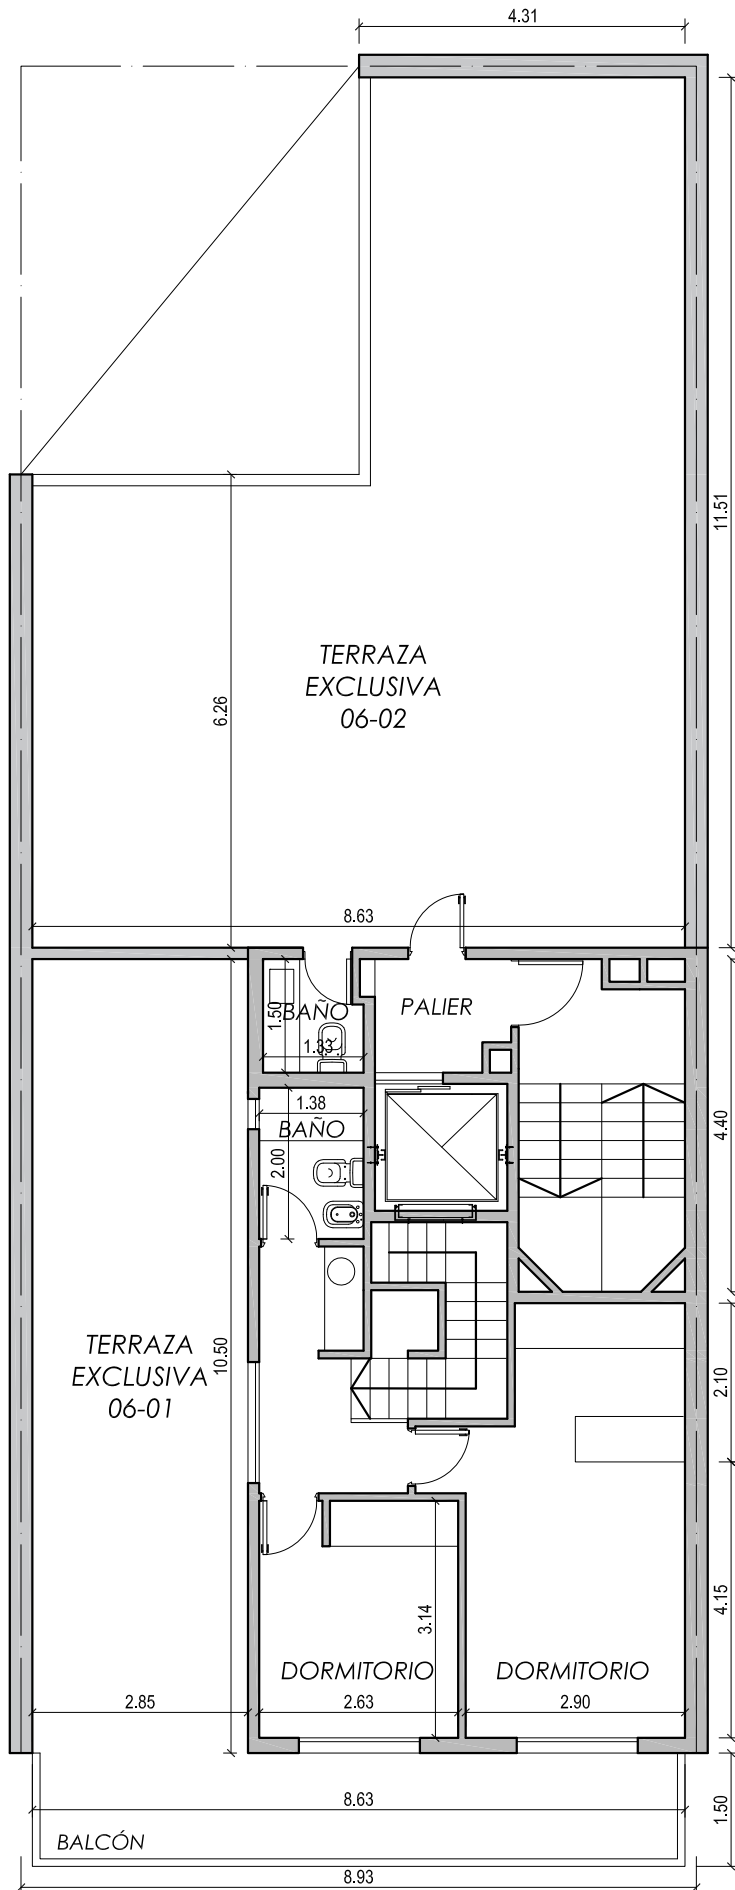 4.31
11.51
6.26
TERRAZA
EXCLUSIVA
06-02
8.63
BAÑO
1.50
1.33
PALIER
1.38
BAÑO
2.00
4.40
TERRAZA
EXCLUSIVA
06-01
10.50
2.10
3.14
4.15
DORMITORIO
DORMITORIO
2.85
2.63
2.90
8.63
1.50
BALCÓN
8.93